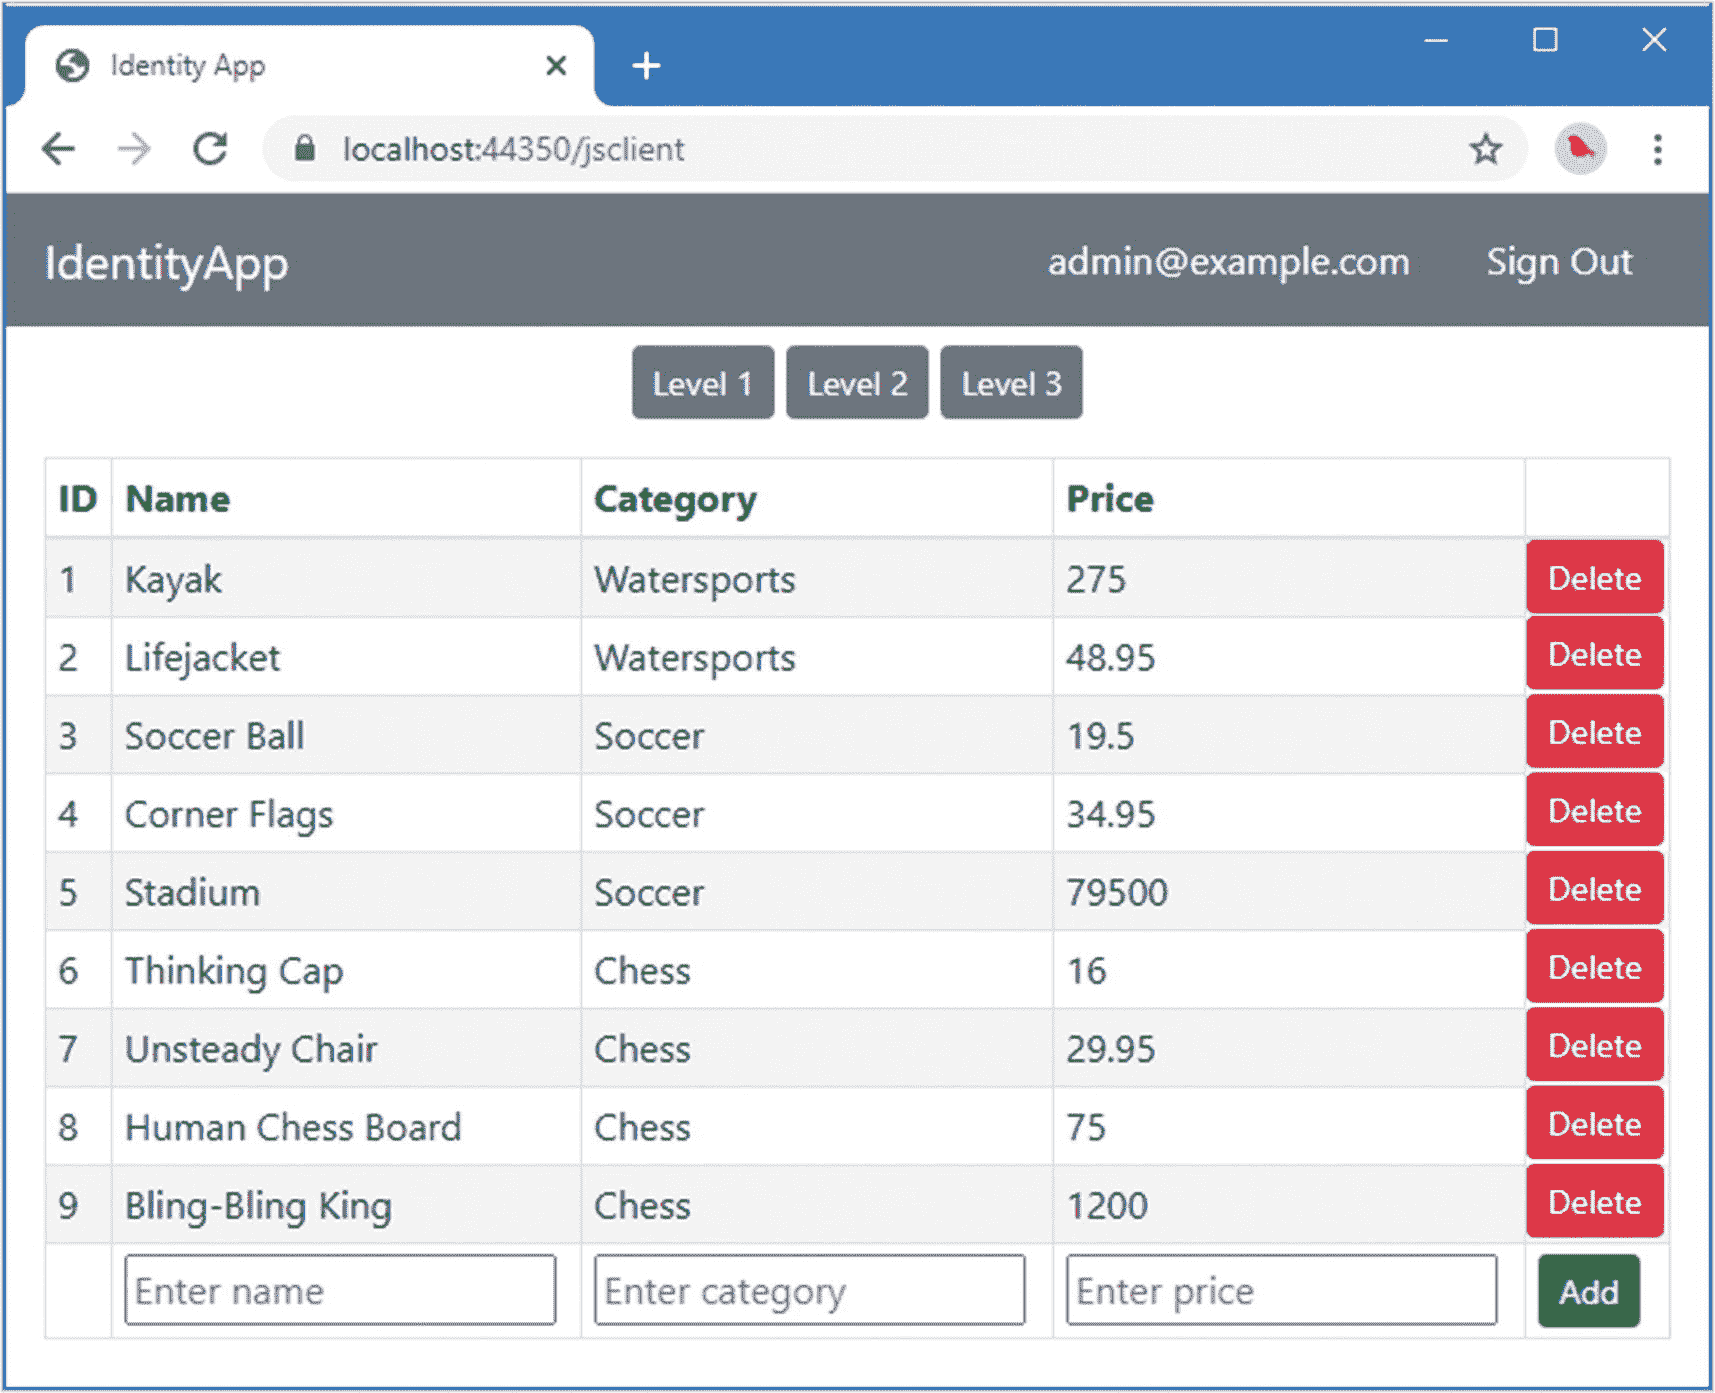 Identity App
localhost:44350/jsclient
IdentityApp admin@example.com Sign Out
Level 1 Level 2 Level 3
ID Name Category Price
1 Kayak Watersports 275 Delete
2 Lifejacket Watersports 48.95 Delete
3 Soccer Ball Soccer 19.5 Delete
4 Corner Flags Soccer 34.95 Delete
5 Stadium Soccer 79500 Delete
6 Thinking Cap Chess 16 Delete
7 Unsteady Chair Chess 29.95 Delete
8 Human Chess Board Chess 75 Delete
9 Bling-Bling King Chess 1200 Delete
Enter name Enter category Enter price Add